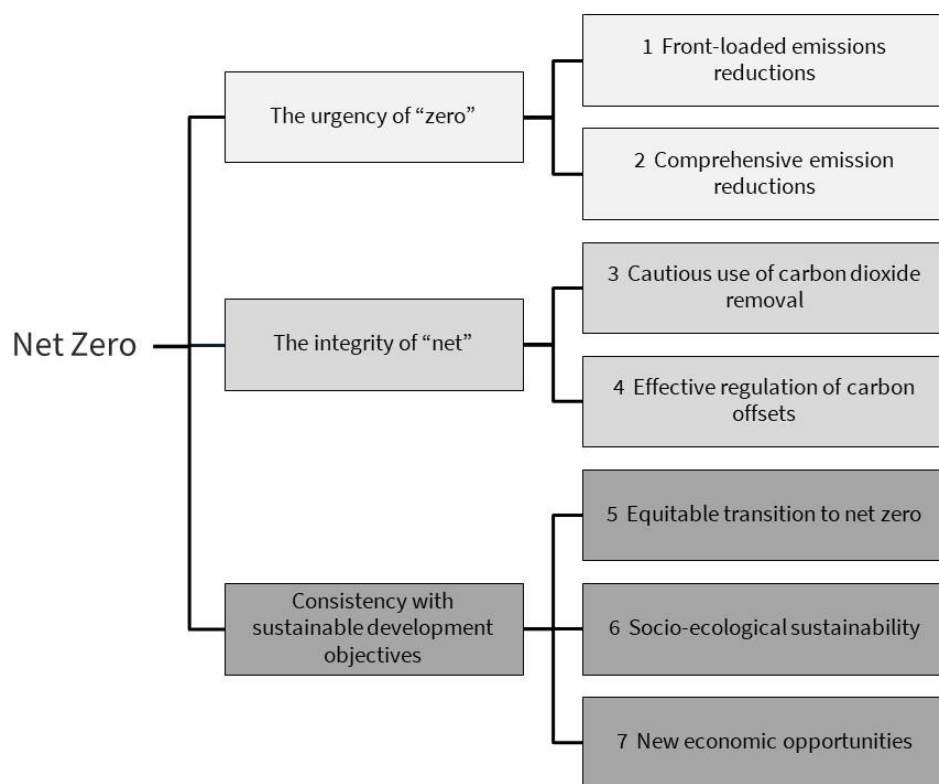 Net Zero
The urgency of “zero”
1 Front-loaded emissions
reductions
2 Comprehensive emission
reductions
The integrity of “net”
3 Cautious use of carbon dioxide
removal
4 Effective regulation of carbon
offsets
Consistency with
sustainable development
objectives
5 Equitable transition to net zero
6 Socio-ecological sustainability
7 New economic opportunities